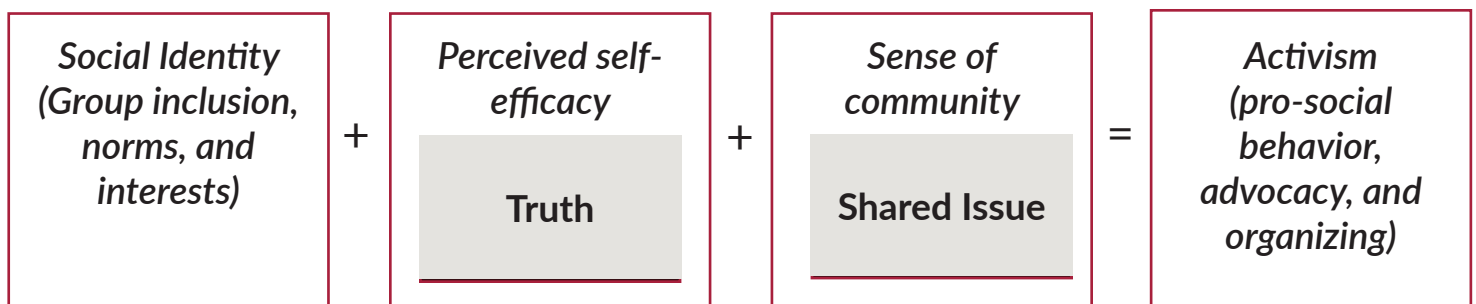 Social Identity
(Group inclusion,
norms, and
interests)
+
Perceived self-
efficacy
Truth
+
Sense of
community
Shared Issue
=
Activism
(pro-social
behavior,
advocacy, and
organizing)